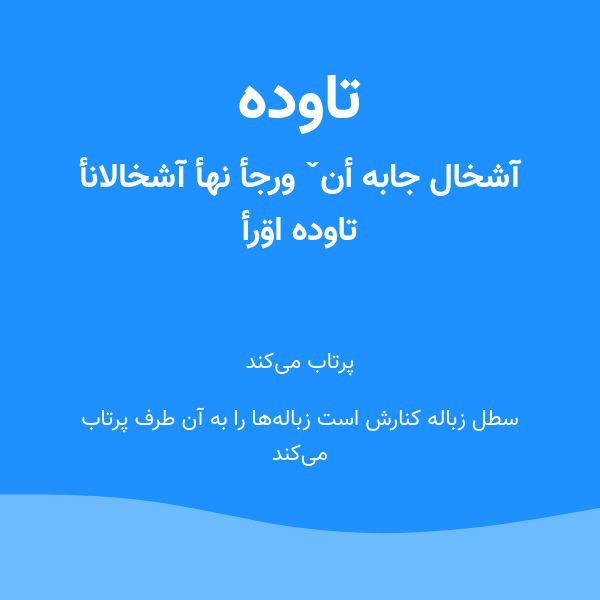 تاوده
آشخال جابه أنˇ ورجأ نهأ آشخالانأ
تاوده اۊرأ
پرتاب می‌کند
سطل زباله کنارش است زباله‌ها را به آن طرف پرتاب
می‌کند